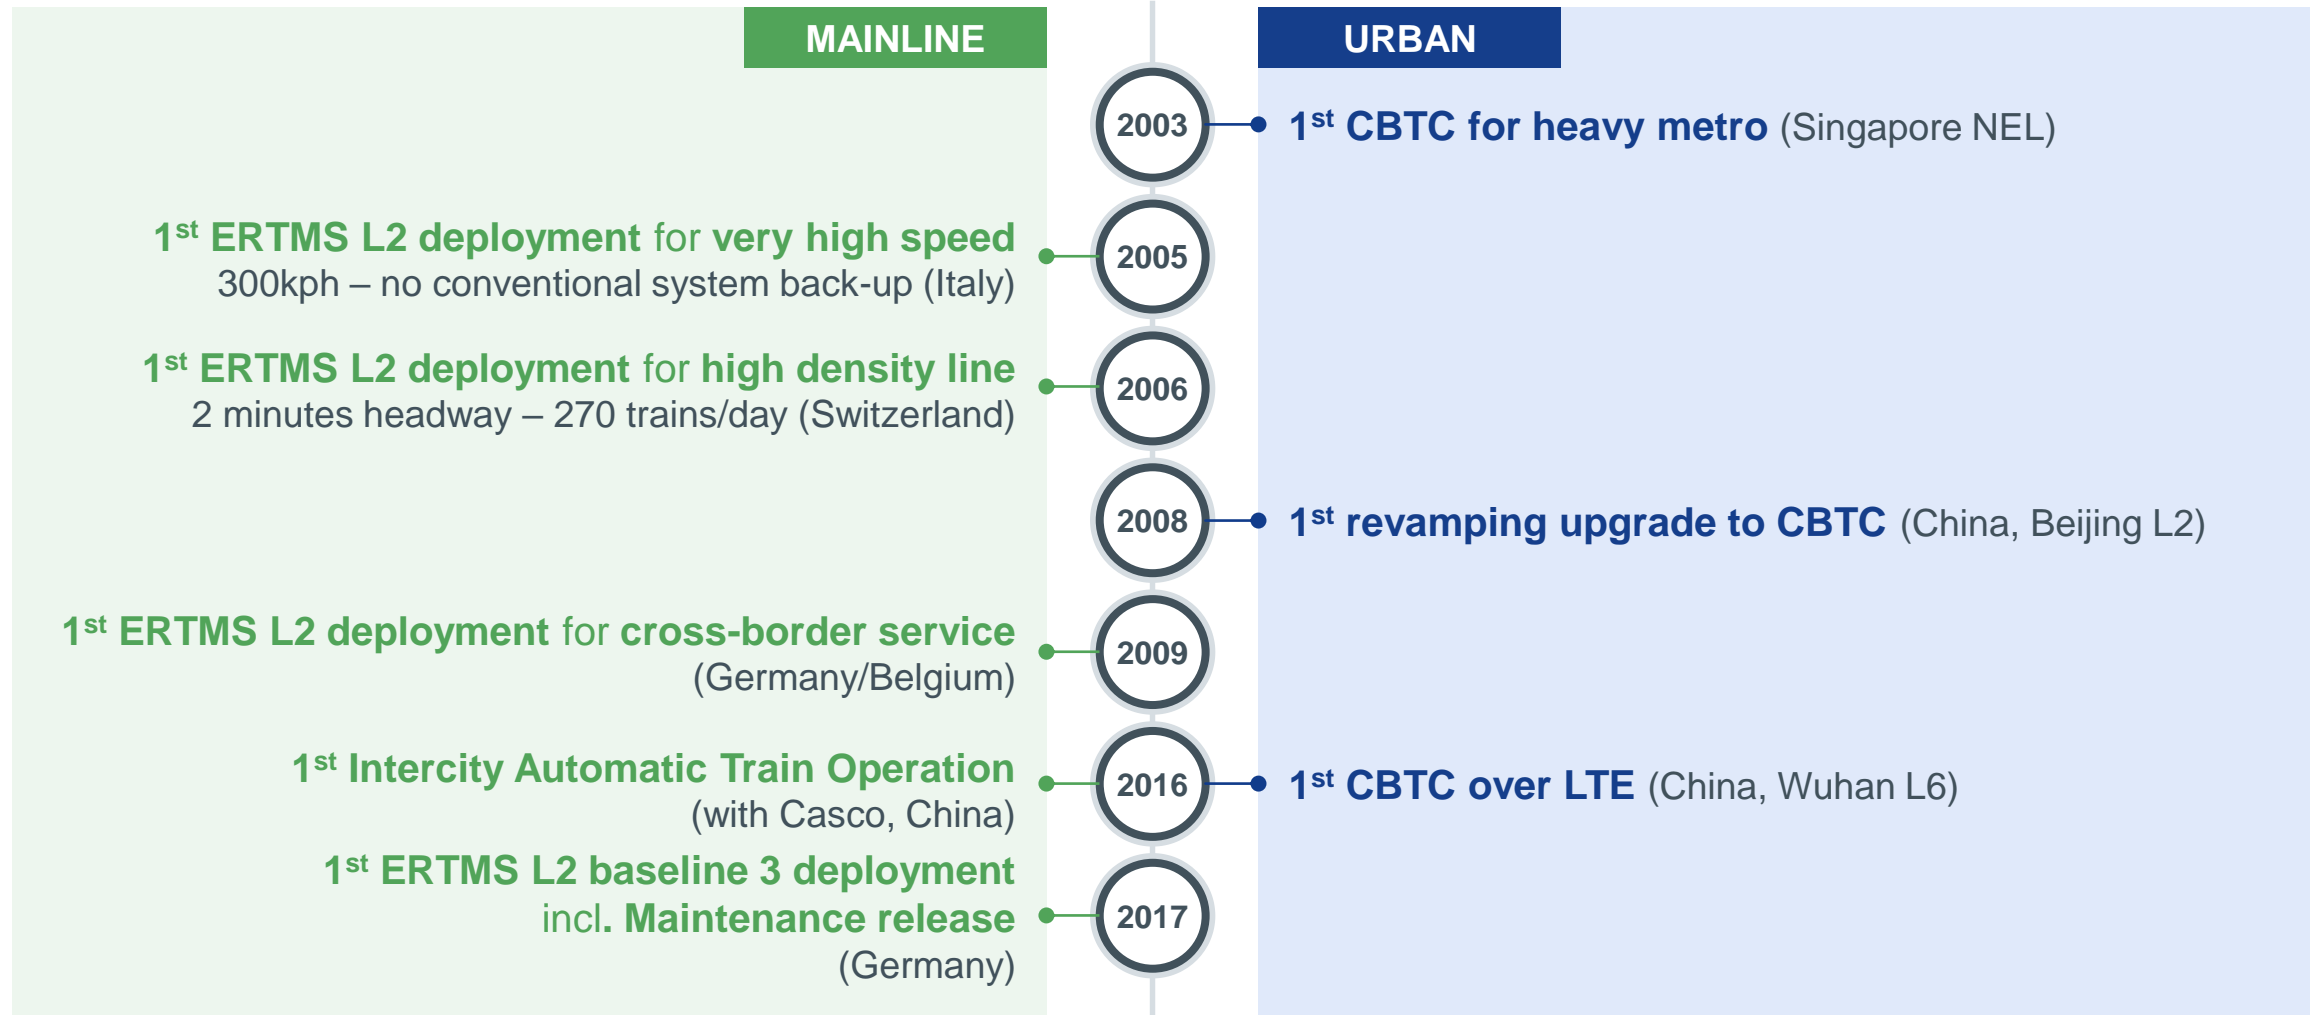 MAINLINE
URBAN
2003
1st CBTC for heavy metro (Singapore NEL)
1st ERTMS L2 deployment for very high speed
300kph – no conventional system back-up (Italy)
2005
1st ERTMS L2 deployment for high density line
2 minutes headway – 270 trains/day (Switzerland)
2006
2008
1st revamping upgrade to CBTC (China, Beijing L2)
1st ERTMS L2 deployment for cross-border service
(Germany/Belgium)
2009
1st Intercity Automatic Train Operation
(with Casco, China)
2016
1st CBTC over LTE (China, Wuhan L6)
1st ERTMS L2 baseline 3 deployment
incl. Maintenance release
(Germany)
2017